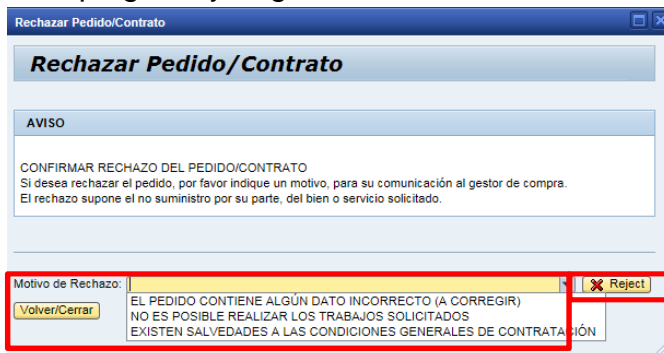 Rechazar Pedido/Contrato
Rechazar Pedido/Contrato
AVISO
CONFIRMAR RECHAZO DEL PEDIDO/CONTRATO
Si desea rechazar el pedido, por favor indique un motivo, para su comunicación al gestor de compra.
El rechazo supone el no suministro por su parte, del bien o servicio solicitado.
Motivo de Rechazo: Reject
Volver/Cerrar
EL PEDIDO CONTIENE ALGÚN DATO INCORRECTO (A CORREGIR)
NO ES POSIBLE REALIZAR LOS TRABAJOS SOLICITADOS
EXISTEN SALVEDADES A LAS CONDICIONES GENERALES DE CONTRATACIÓN